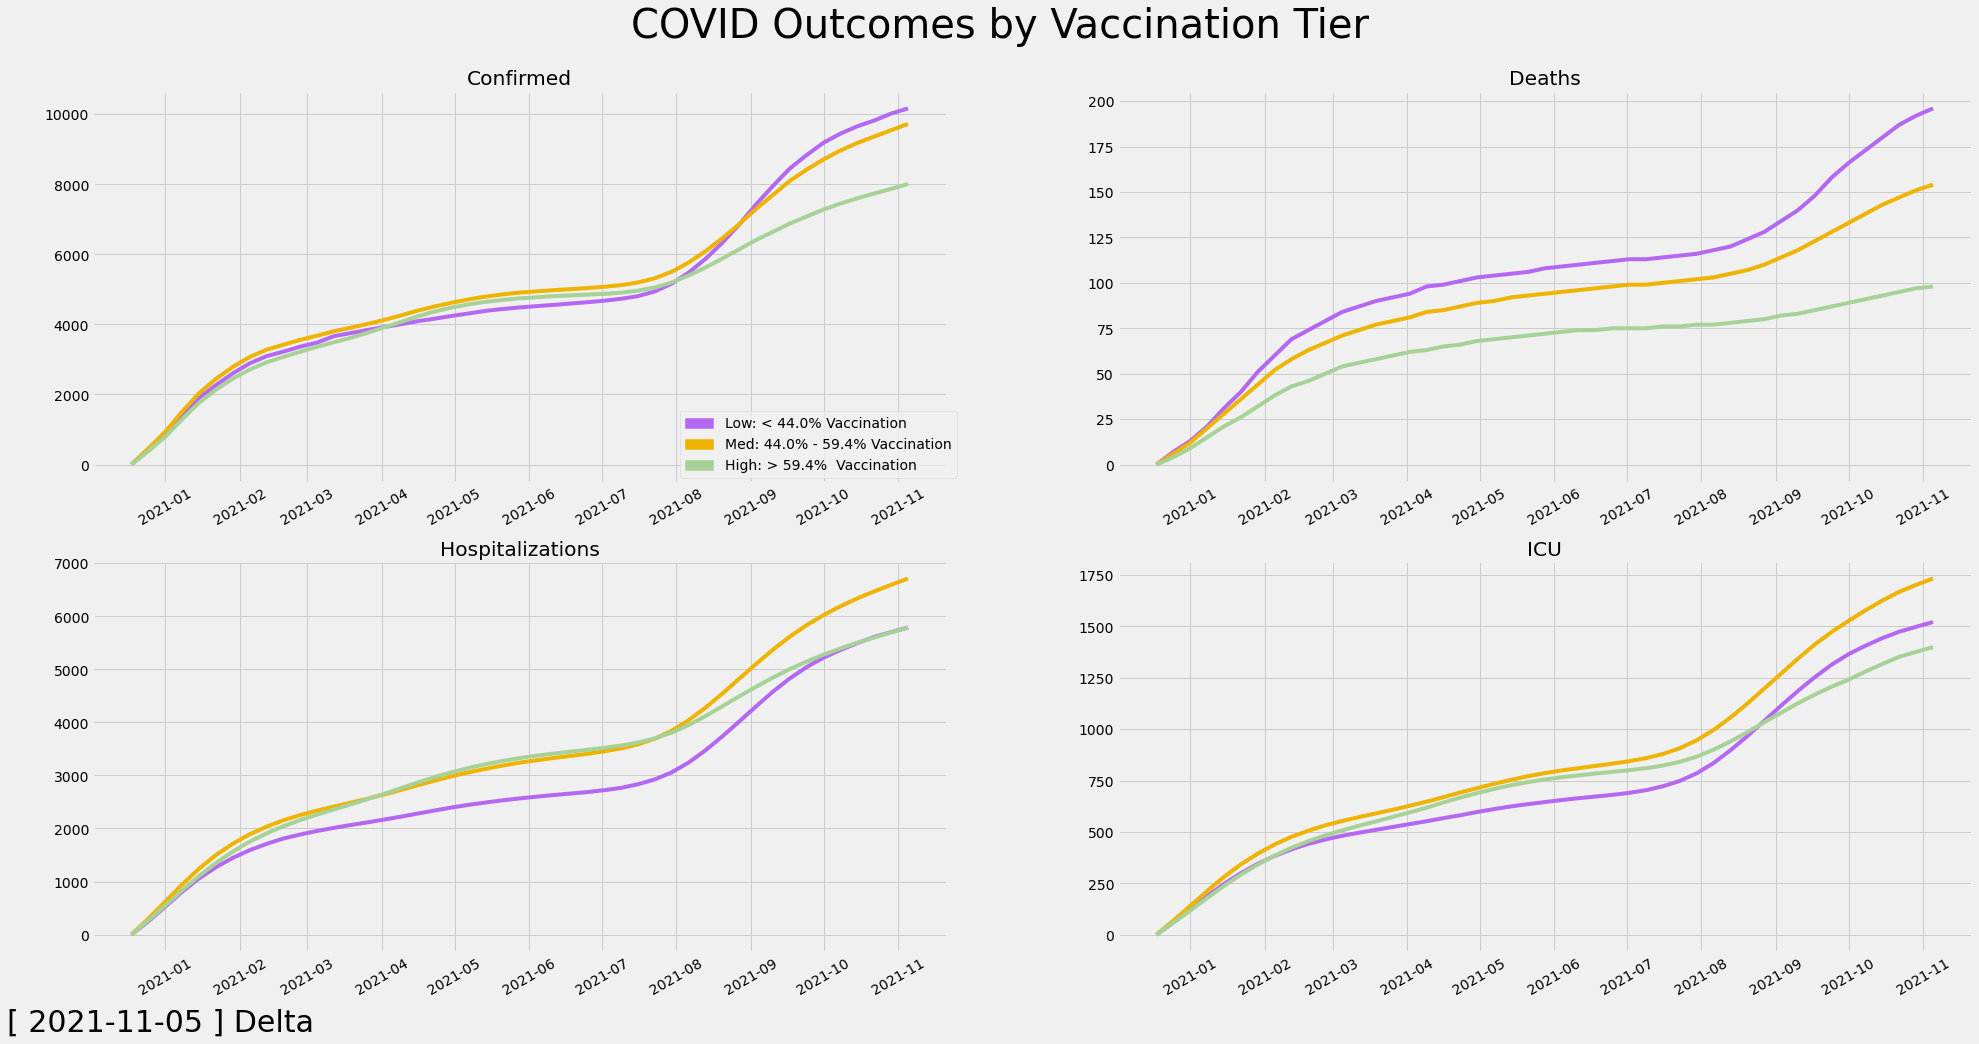 COVID Outcomes by Vaccination Tier
Confirmed
10000
8000
6000
4000
2000
0
Low: < 44.0% Vaccination
Med: 44.0% - 59.4% Vaccination
High: > 59.4%  Vaccination
2021-01 2021-02 2021-03 2021-04 2021-05 2021-06 2021-07 2021-08 2021-09 2021-10 2021-11
Deaths
200
175
150
125
100
75
50
25
0
2021-01 2021-02 2021-03 2021-04 2021-05 2021-06 2021-07 2021-08 2021-09 2021-10 2021-11
Hospitalizations
7000
6000
5000
4000
3000
2000
1000
0
2021-01 2021-02 2021-03 2021-04 2021-05 2021-06 2021-07 2021-08 2021-09 2021-10 2021-11
ICU
1750
1500
1250
1000
750
500
250
0
2021-01 2021-02 2021-03 2021-04 2021-05 2021-06 2021-07 2021-08 2021-09 2021-10 2021-11
[ 2021-11-05 ] Delta